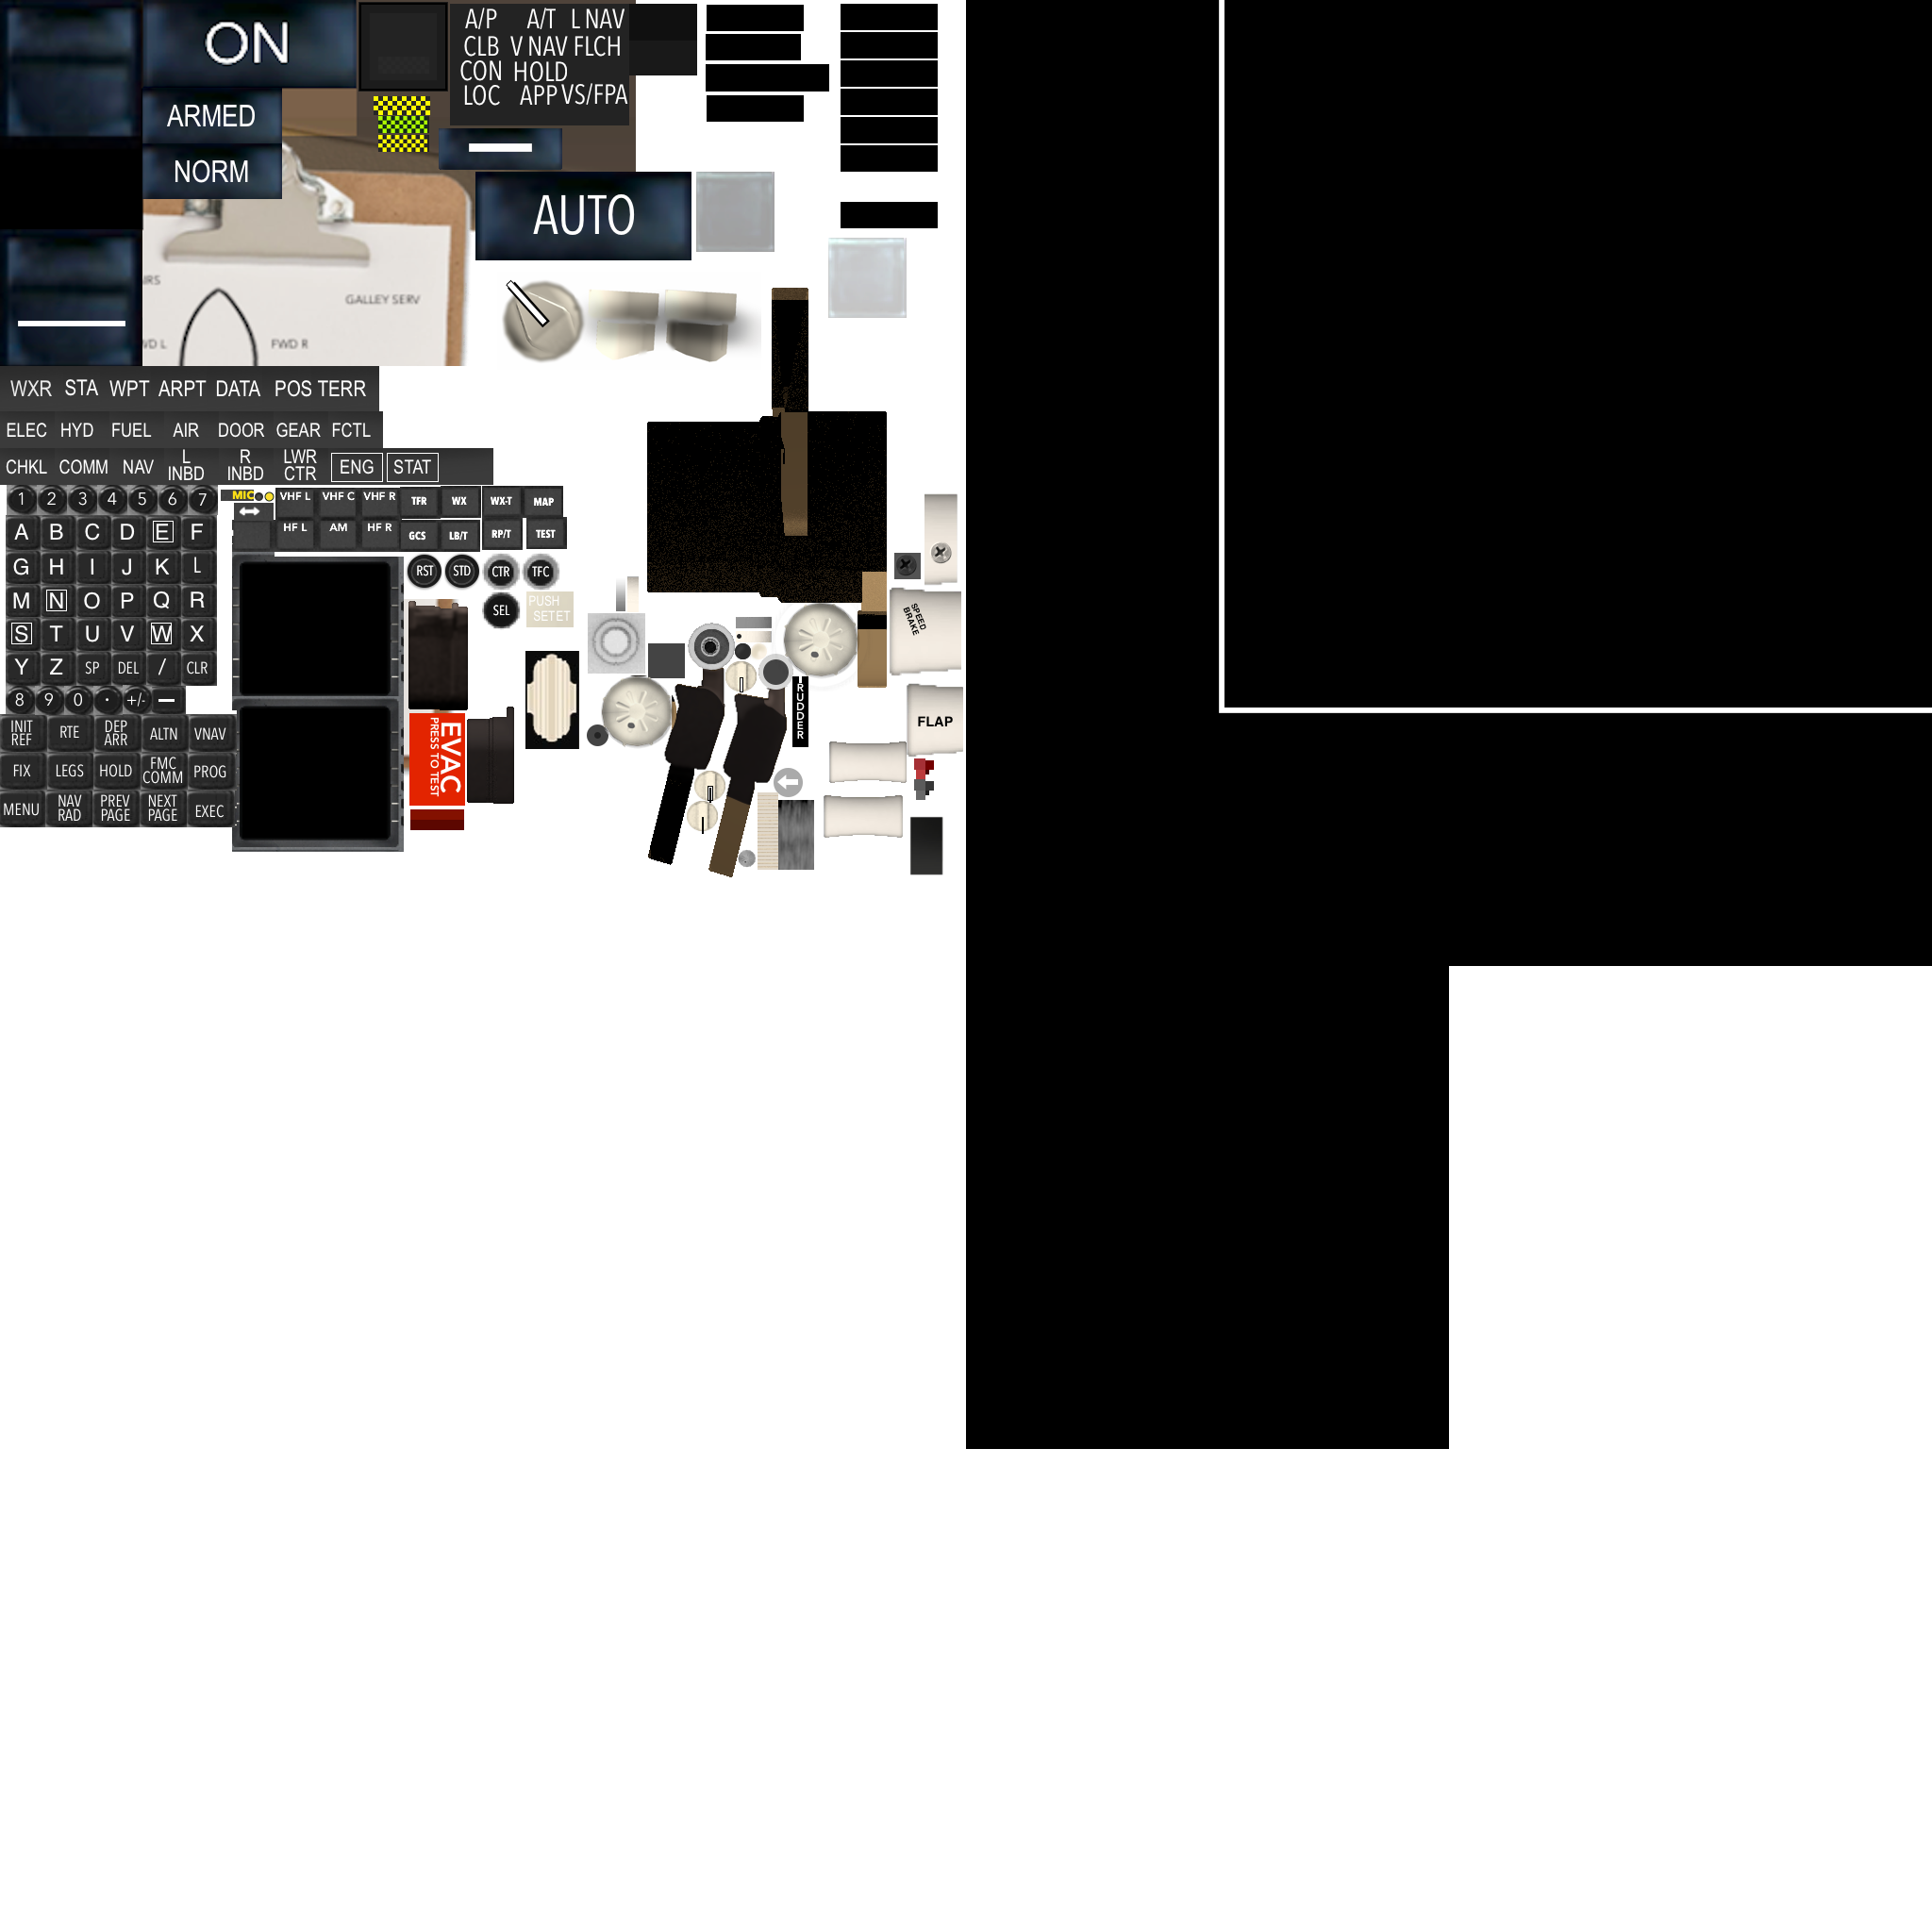 ON
ARMED
NORM
A/P A/T L NAV
CLB V NAV FLCH
CON HOLD
LOC APP VS/FPA
AUTO
GALLEY SERV
FWD R
WXR STA WPT ARPT DATA POS TERR
ELEC HYD FUEL AIR DOOR GEAR FCTL
CHKL COMM NAV L INBD R INBD LWR CTR ENG STAT
1 2 3 4 5 6 7
MIC
VHF L VHF C VHF R TFR WX WX-T MAP
HF L AM HF R GCS LB/T RP/T TEST
A B C D E F
G H I J K L
M N O P Q R
S T U V W X
Y Z SP DEL / CLR
8 9 0 . +/- —
RST STD CTR TFC
SEL
PUSH
SETET
INIT REF RTE DEP ARR ALTN VNAV
FIX LEGS HOLD FMC COMM PROG
MENU NAV RAD PREV PAGE NEXT PAGE EXEC
EVAC
PRESS TO TEST
SPEED
BRAKE
FLAP